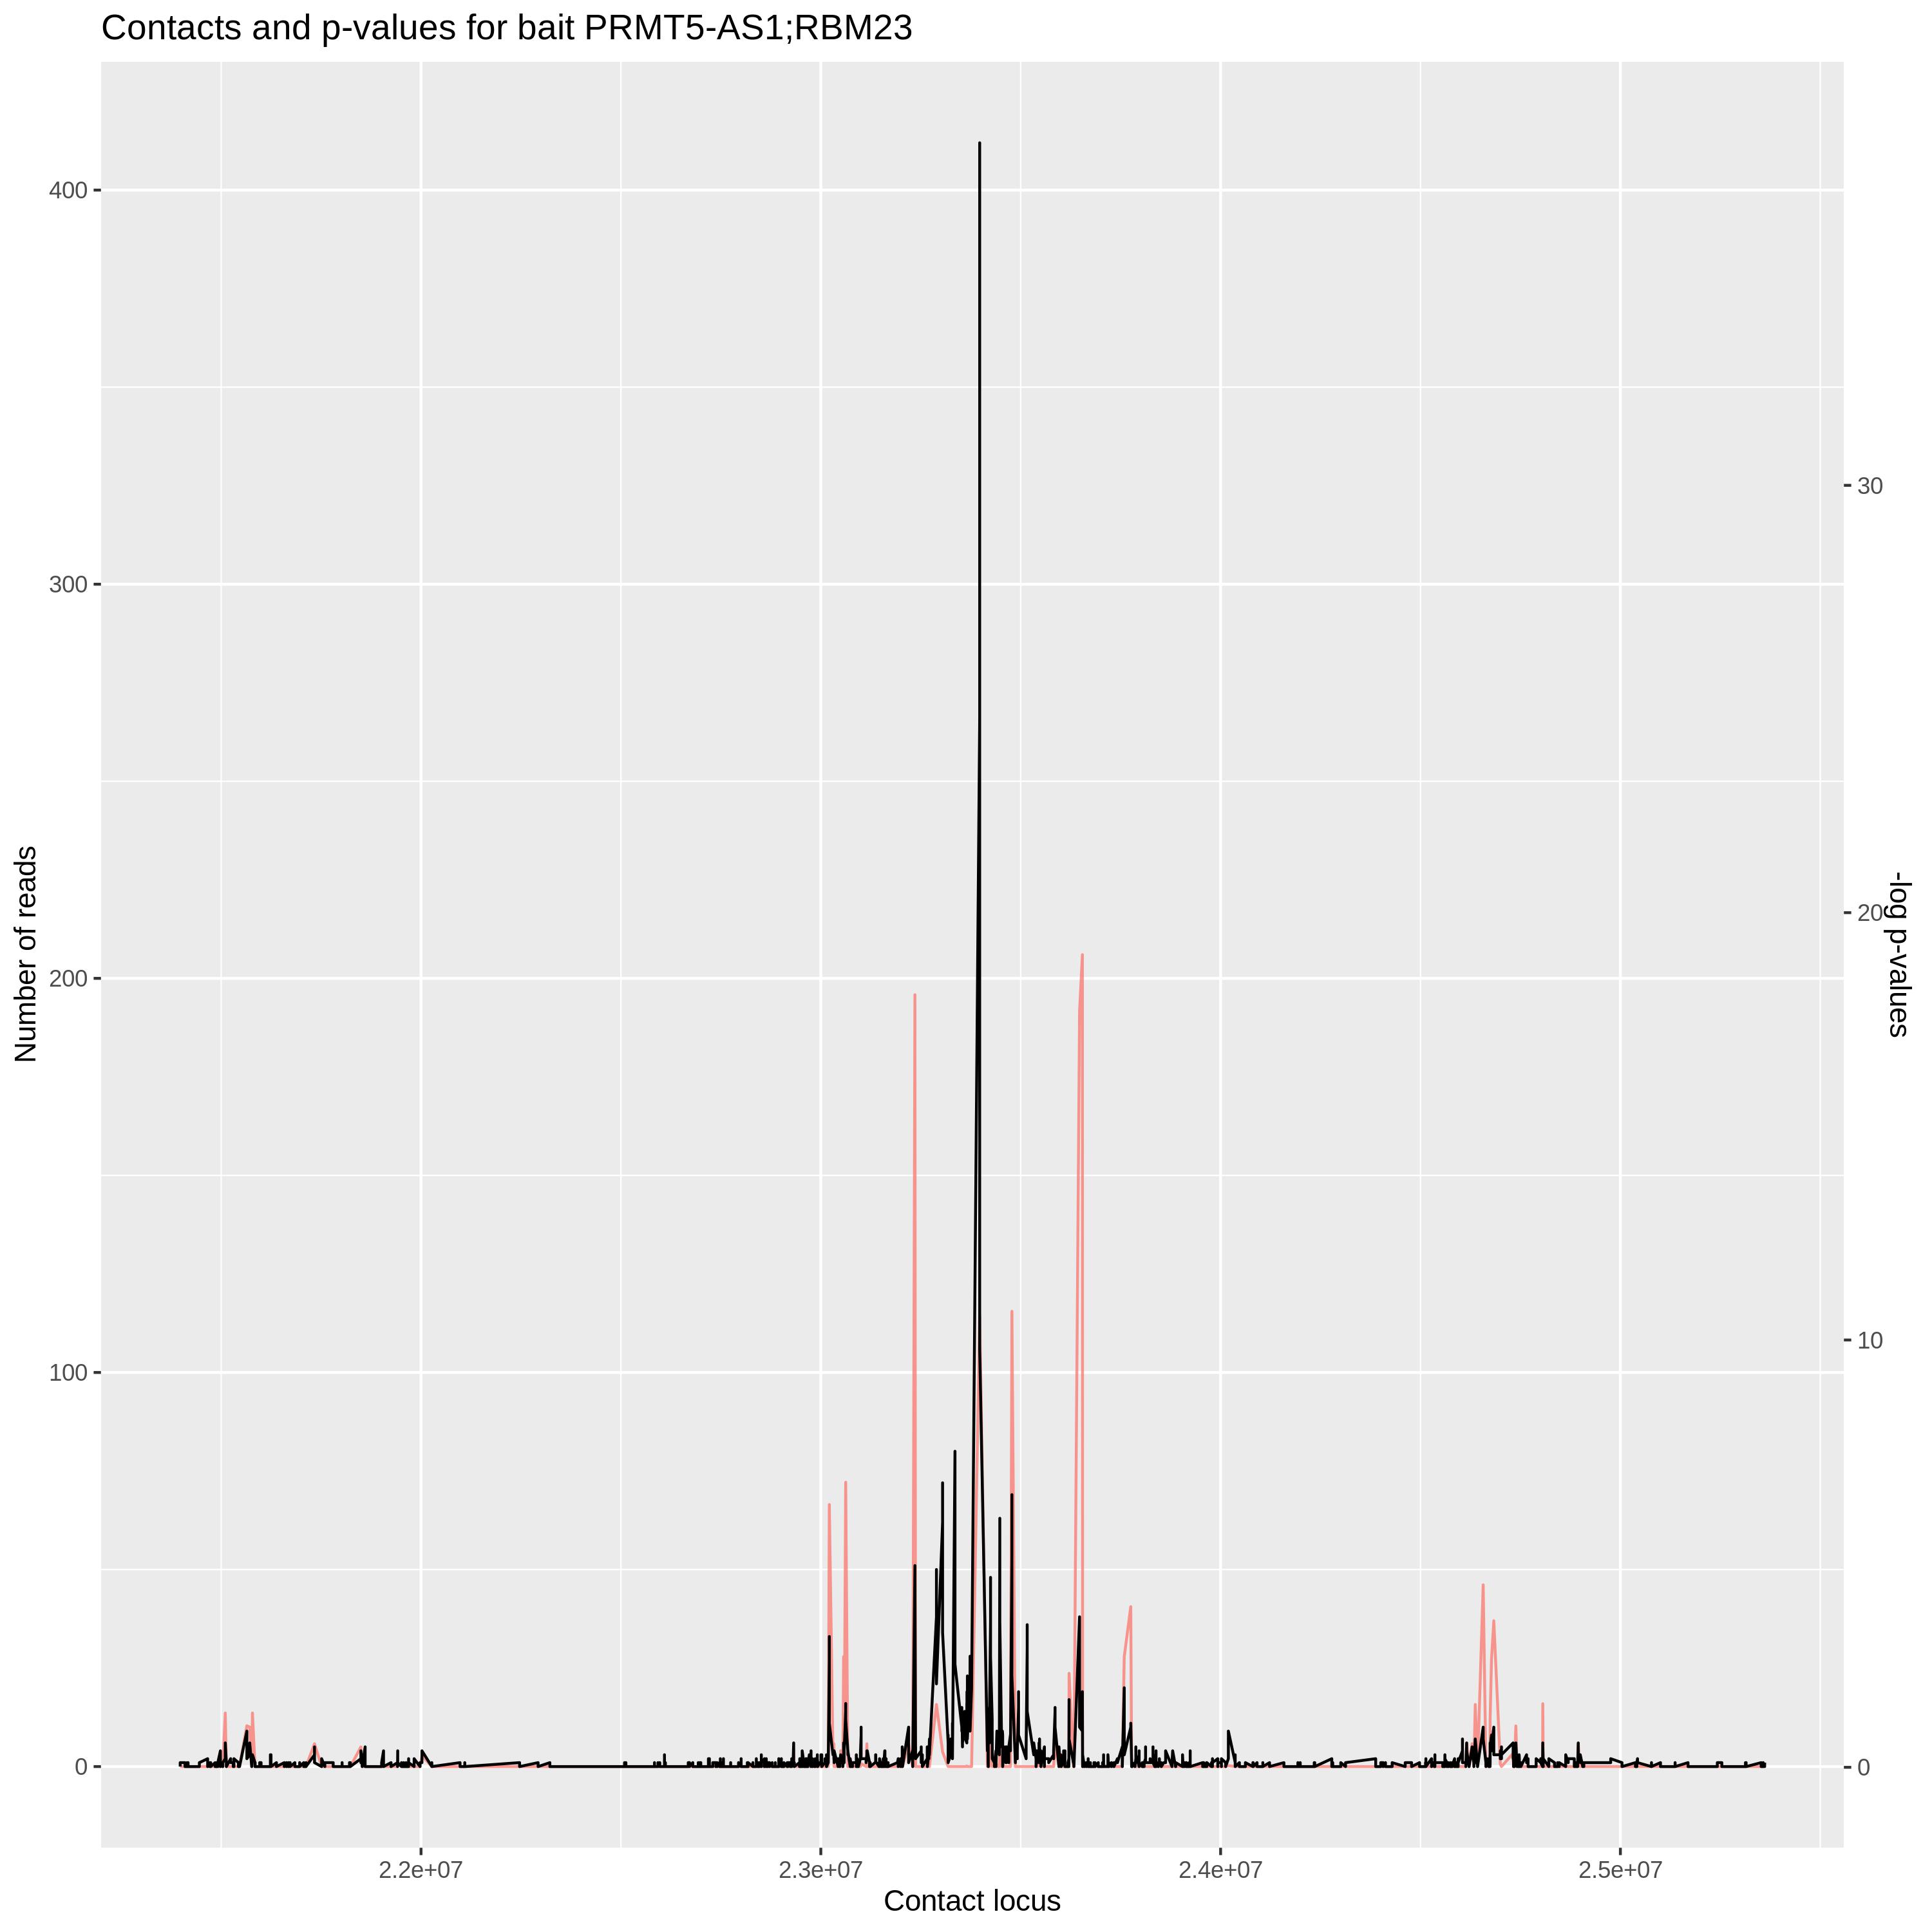 Contacts and p-values for bait PRMT5-AS1;RBM23
400
300
200
100
0
Number of reads
30
20
10
0
-log p-values
2.2e+07
2.3e+07
2.4e+07
2.5e+07
Contact locus